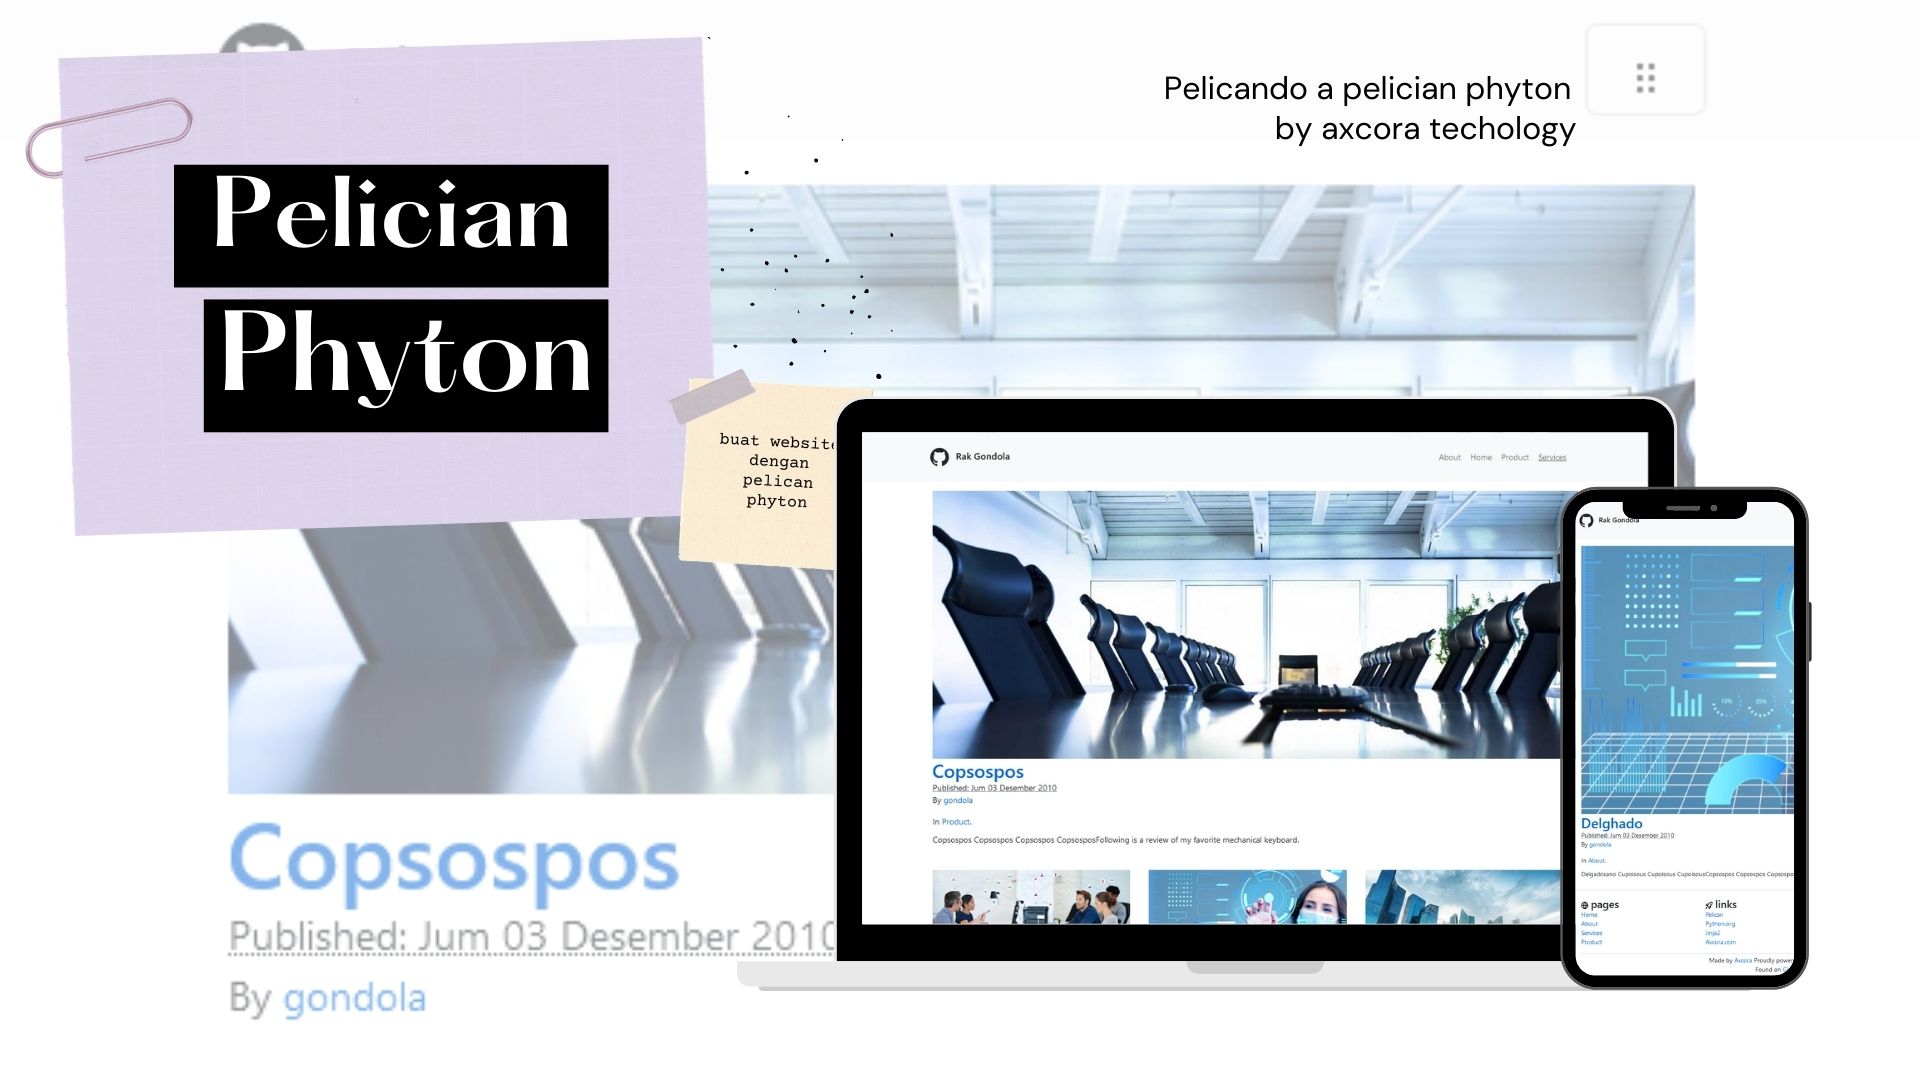 Pelicando a pelician phyton
by axcora techology
Pelician
Phyton
buat website
dengan
pelican
phyton
Copsospos
Published: Jum 03 Desember 2010
By gondola
Rak Gondola
About Home Product Services
Copsospos
Published: Jum 03 Desember 2010
By gondola
In Product.
Copsospos Copsospos Copsospos CopsosposFollowing is a review of my favorite mechanical keyboard.
Rak Gondola
Delghado
Published: Jum 03 Desember 2010
By gondola
In About.
Delgadosano Cupoisous Cupoisous CupoisousCopsospos Copsospos Copsospo
pages
Home
About
Services
Product
links
Pelican
Python.org
Jinja2
Axcora.com
Made by Axcora Proudly power
Found on G